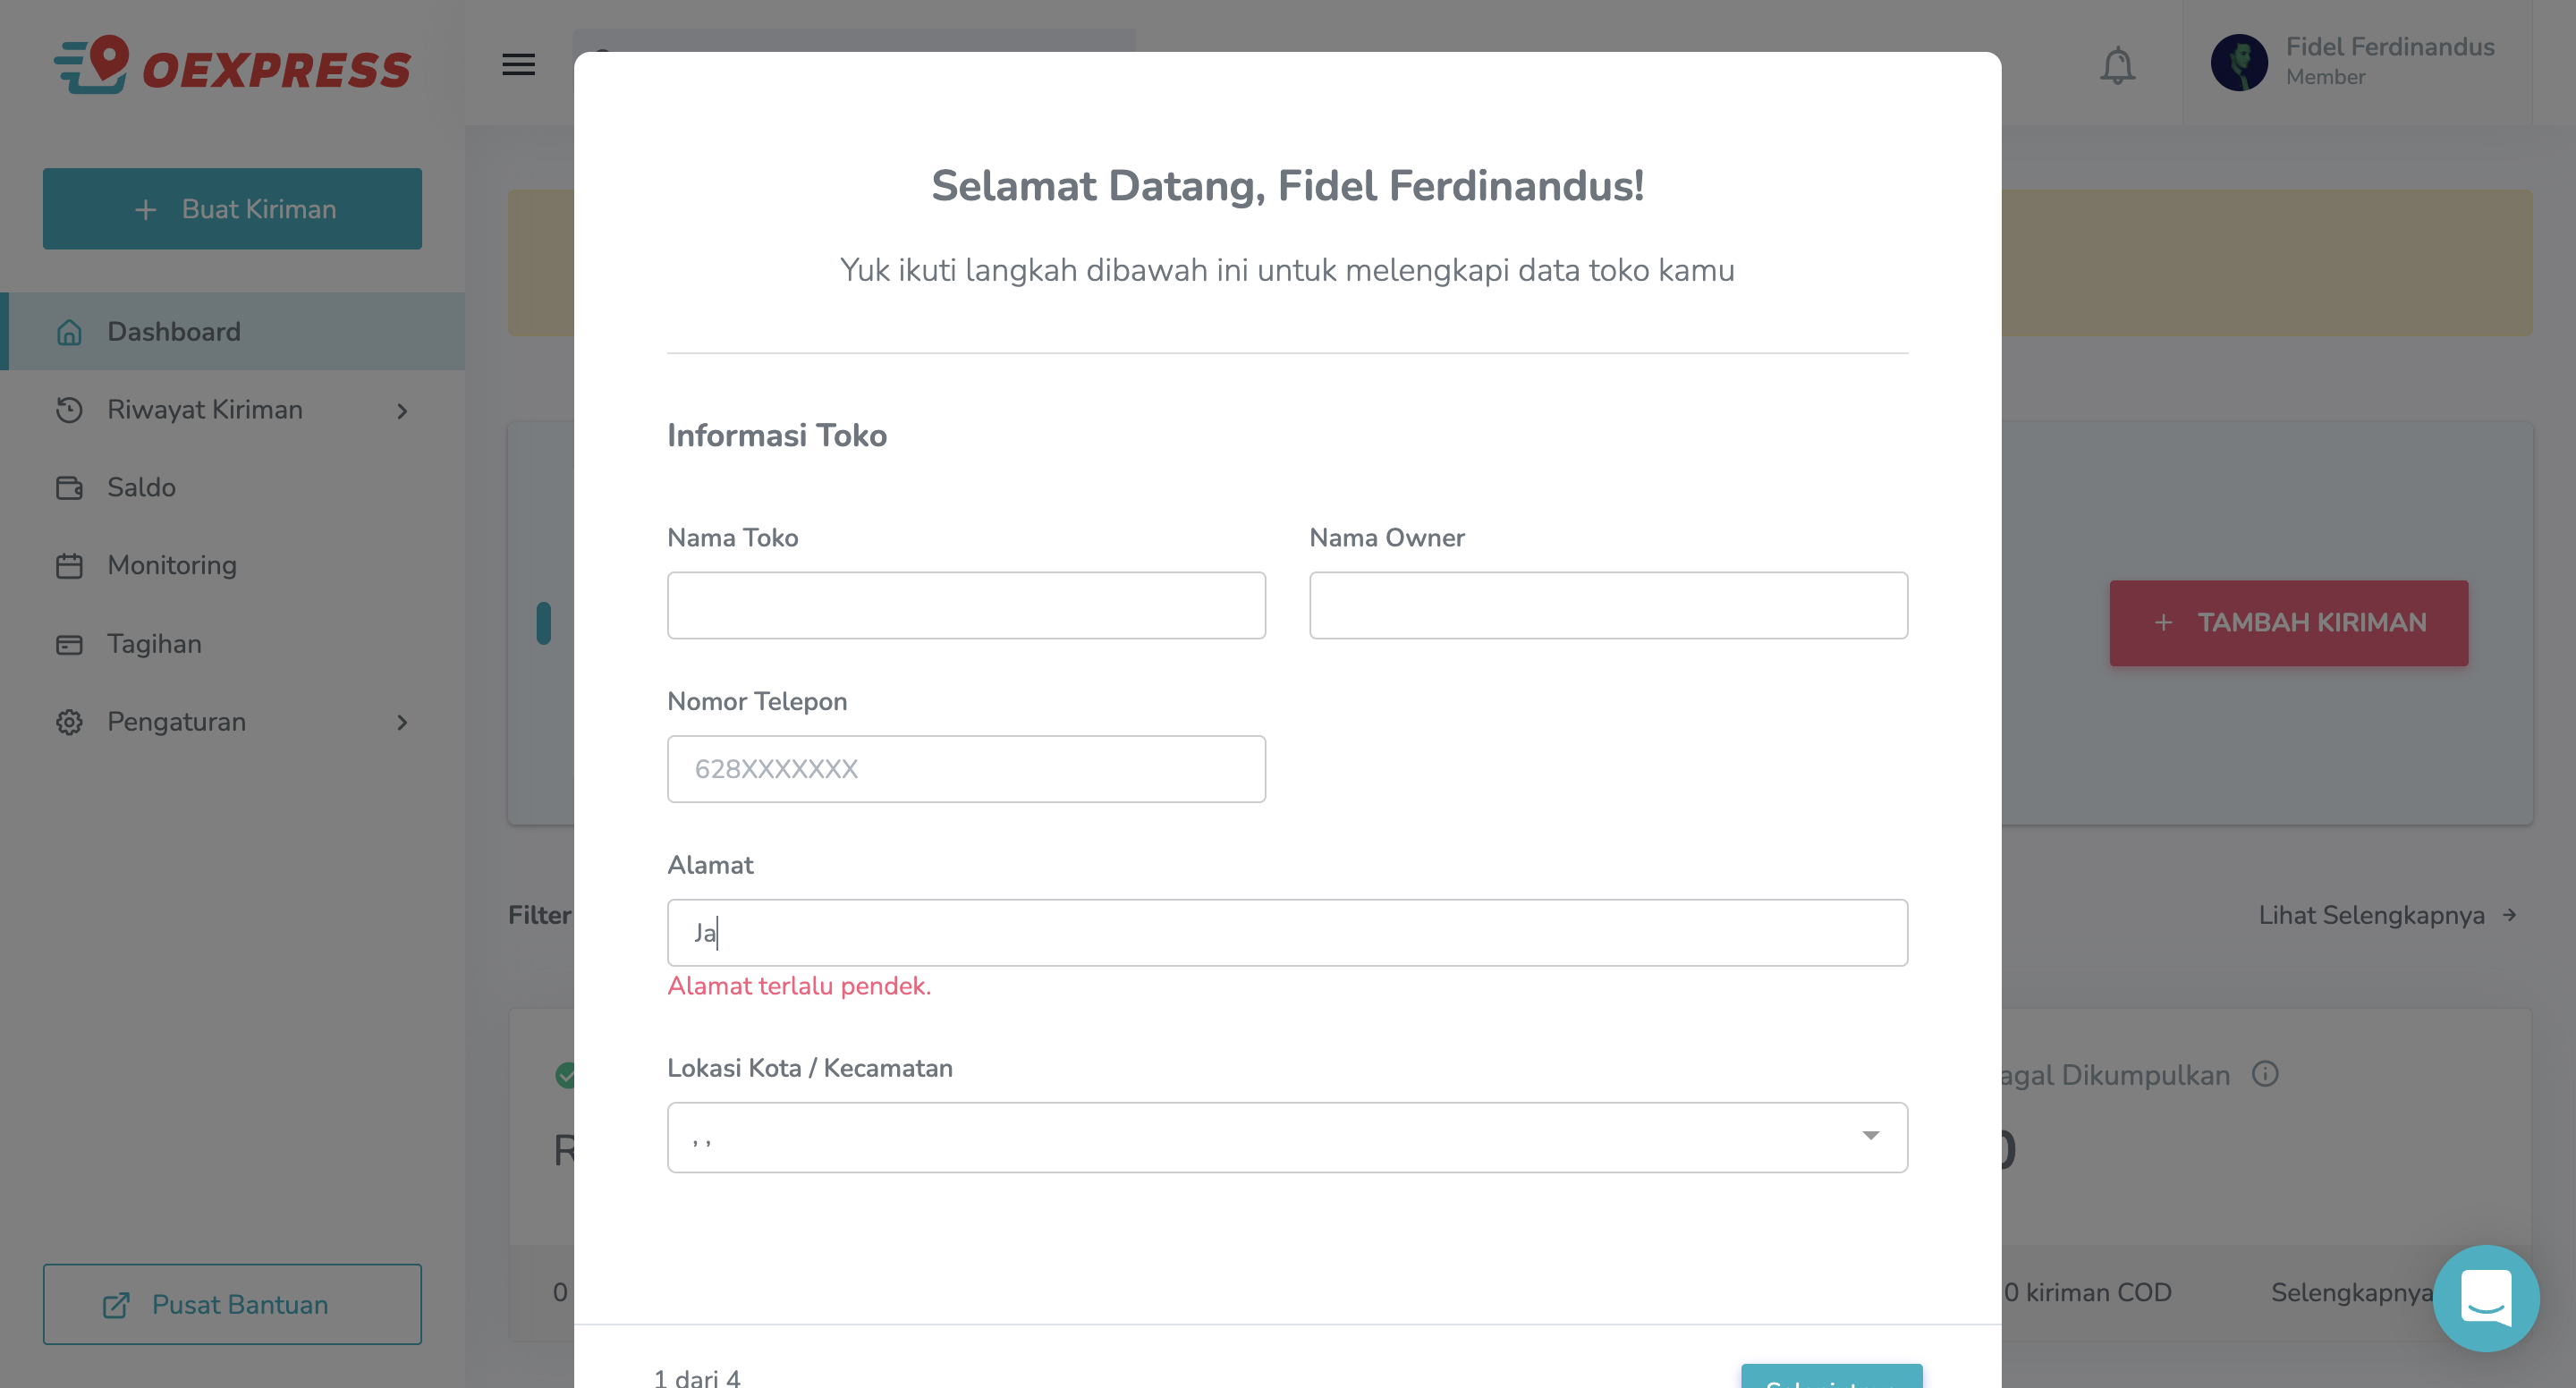 OEXPRESS
Fidel Ferdinandus
Member
+ Buat Kiriman
Dashboard
Riwayat Kiriman
Saldo
Monitoring
Tagihan
Pengaturan
Pusat Bantuan
Selamat Datang, Fidel Ferdinandus!
Yuk ikuti langkah dibawah ini untuk melengkapi data toko kamu
Informasi Toko
Nama Toko
Nama Owner
Nomor Telepon
628XXXXXXX
Alamat
Ja
Alamat terlalu pendek.
Lokasi Kota / Kecamatan
, ,
1 dari 4
+ TAMBAH KIRIMAN
Filter
Lihat Selengkapnya →
agal Dikumpulkan
R
0
0
0 kiriman COD
Selengkapnya